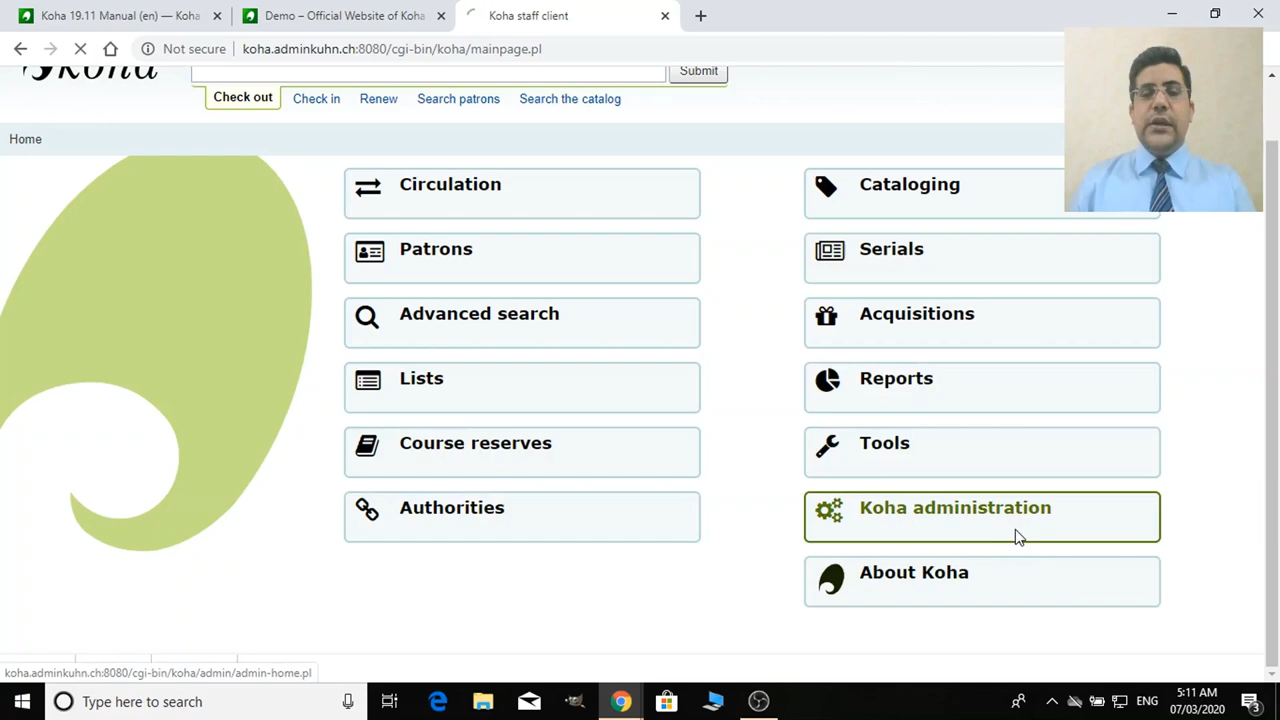 Koha 19.11 Manual (en) — Koha
Demo – Official Website of Koha
Koha staff client
Not secure
koha.adminkuhn.ch:8080/cgi-bin/koha/mainpage.pl
koha
Submit
Check out
Check in
Renew
Search patrons
Search the catalog
Home
Circulation
Cataloging
Patrons
Serials
Advanced search
Acquisitions
Lists
Reports
Course reserves
Tools
Authorities
Koha administration
About Koha
koha.adminkuhn.ch:8080/cgi-bin/koha/admin/admin-home.pl
Type here to search
ENG
5:11 AM
07/03/2020
3